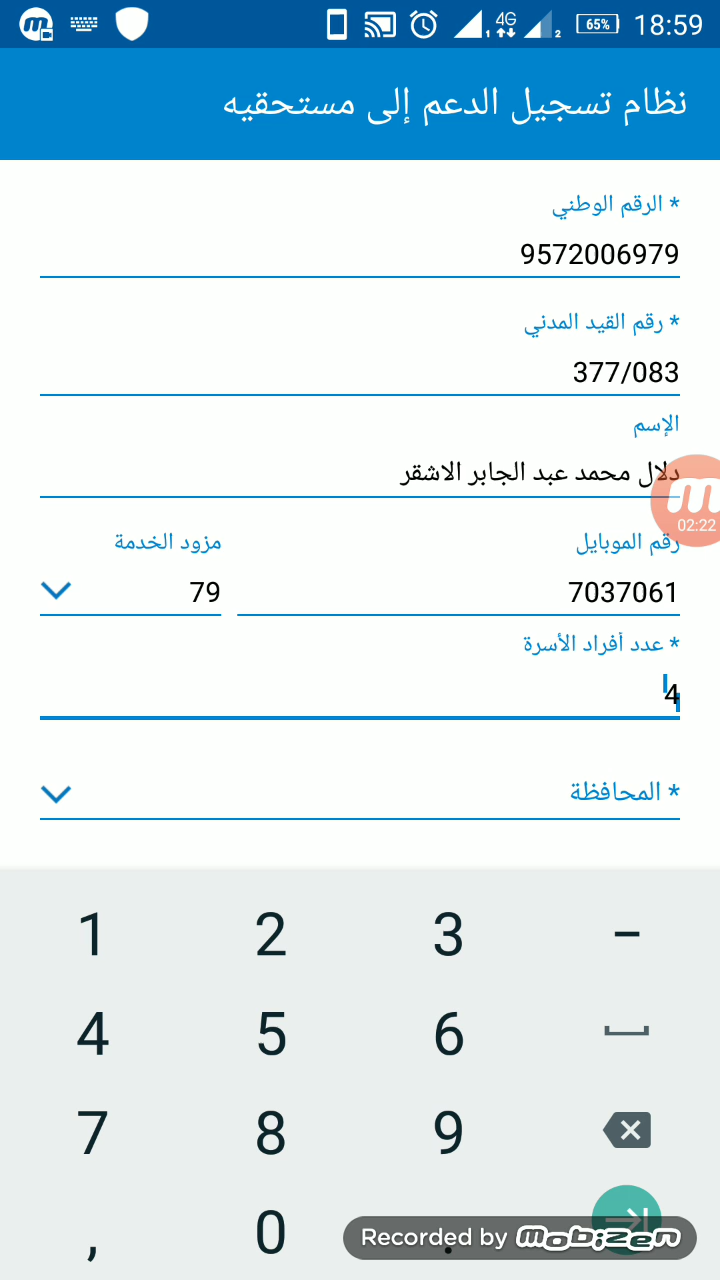 4G
1
2
65%
18:59
نظام تسجيل الدعم إلى مستحقيه
* الرقم الوطني
9572006979
* رقم القيد المدني
377/083
الإسم
دلال محمد عبد الجابر الاشقر
m
02:22
رقم الموبايل
مزود الخدمة
7037061
79
* عدد أفراد الأسرة
4
* المحافظة
1 2 3 –
4 5 6
7 8 9
, 0 .
Recorded by mobizen